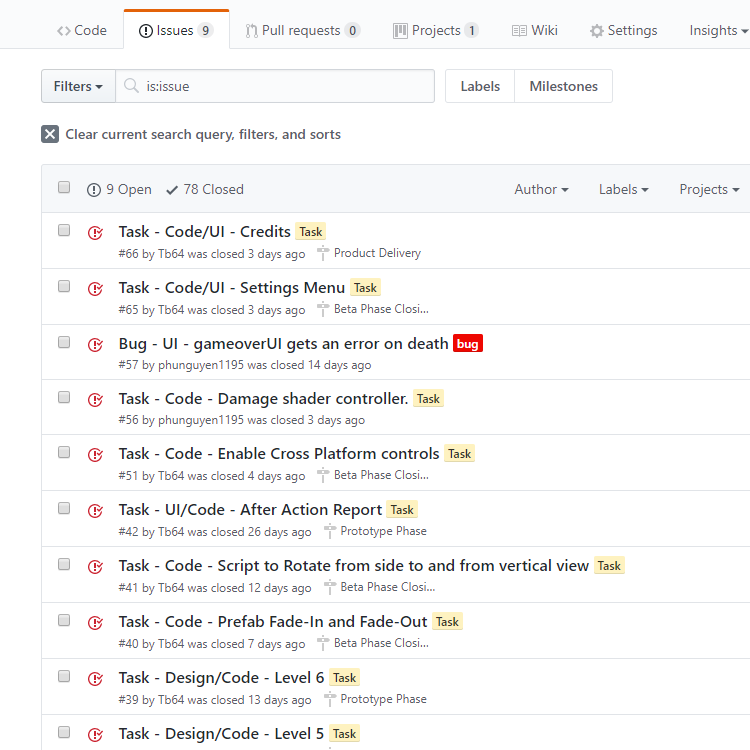 Code Issues 9 Pull requests 0 Projects 1 Wiki Settings Insights
Filters is:issue Labels Milestones
Clear current search query, filters, and sorts
9 Open 78 Closed Author Labels Projects
Task - Code/UI - Credits Task
#66 by Tb64 was closed 3 days ago Product Delivery
Task - Code/UI - Settings Menu Task
#65 by Tb64 was closed 3 days ago Beta Phase Closi...
Bug - UI - gameoverUI gets an error on death bug
#57 by phunguyen1195 was closed 14 days ago
Task - Code - Damage shader controller. Task
#56 by phunguyen1195 was closed 3 days ago
Task - Code - Enable Cross Platform controls Task
#51 by Tb64 was closed 4 days ago Beta Phase Closi...
Task - UI/Code - After Action Report Task
#42 by Tb64 was closed 26 days ago Prototype Phase
Task - Code - Script to Rotate from side to and from vertical view Task
#41 by Tb64 was closed 12 days ago Beta Phase Closi...
Task - Code - Prefab Fade-In and Fade-Out Task
#40 by Tb64 was closed 7 days ago Beta Phase Closi...
Task - Design/Code - Level 6 Task
#39 by Tb64 was closed 13 days ago Prototype Phase
Task - Design/Code - Level 5 Task